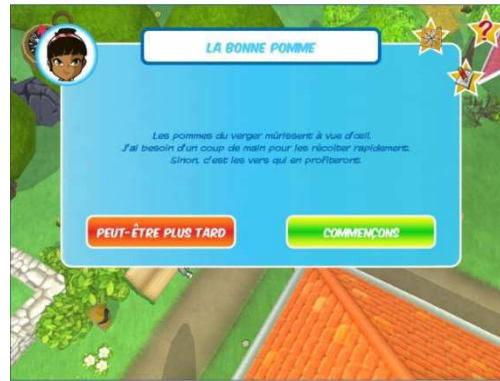 LA BONNE POMME
Les pommes du verger mûrissent à vue d'œil.
J'ai besoin d'un coup de main pour les récolter rapidement.
Sinon, c'est les vers qui en profiteront.
PEUT-ÊTRE PLUS TARD
COMMENÇONS
?